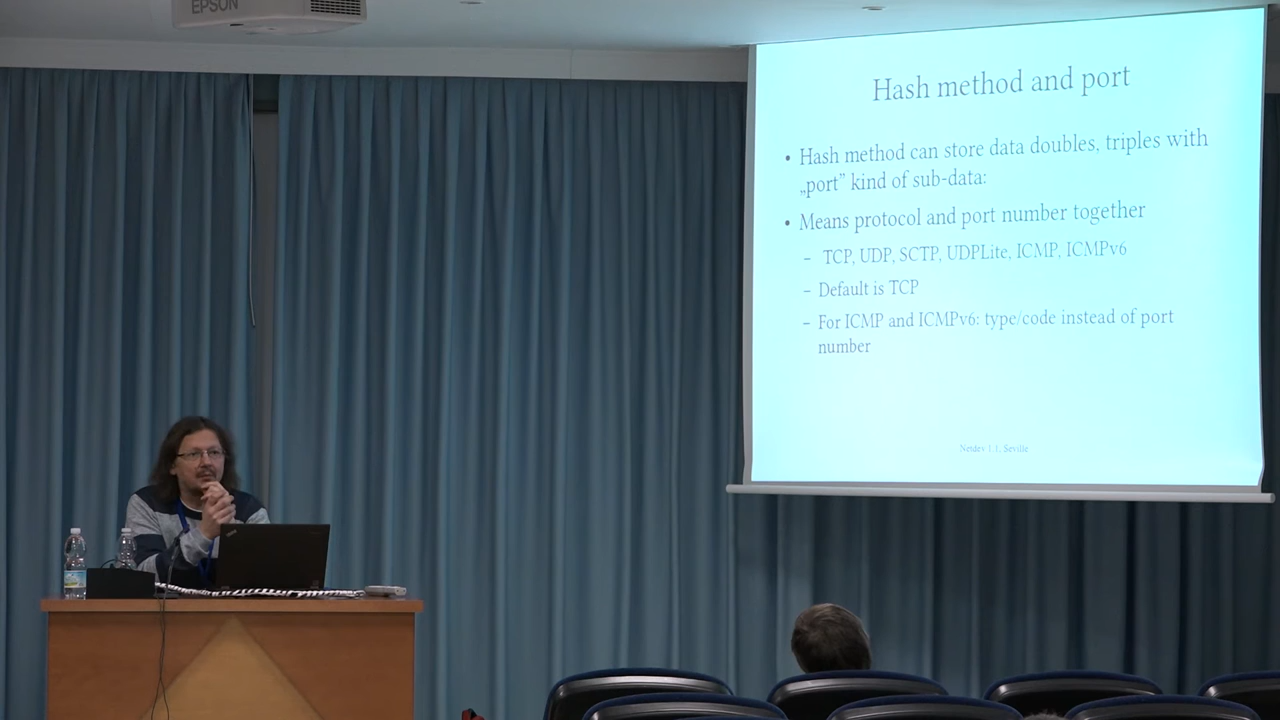 EPSON
Hash method and port
• Hash method can store data doubles, triples with
„port” kind of sub-data:
• Means protocol and port number together
– TCP, UDP, SCTP, UDPLite, ICMP, ICMPv6
– Default is TCP
– For ICMP and ICMPv6: type/code instead of port
number
Netdev 1.1, Seville